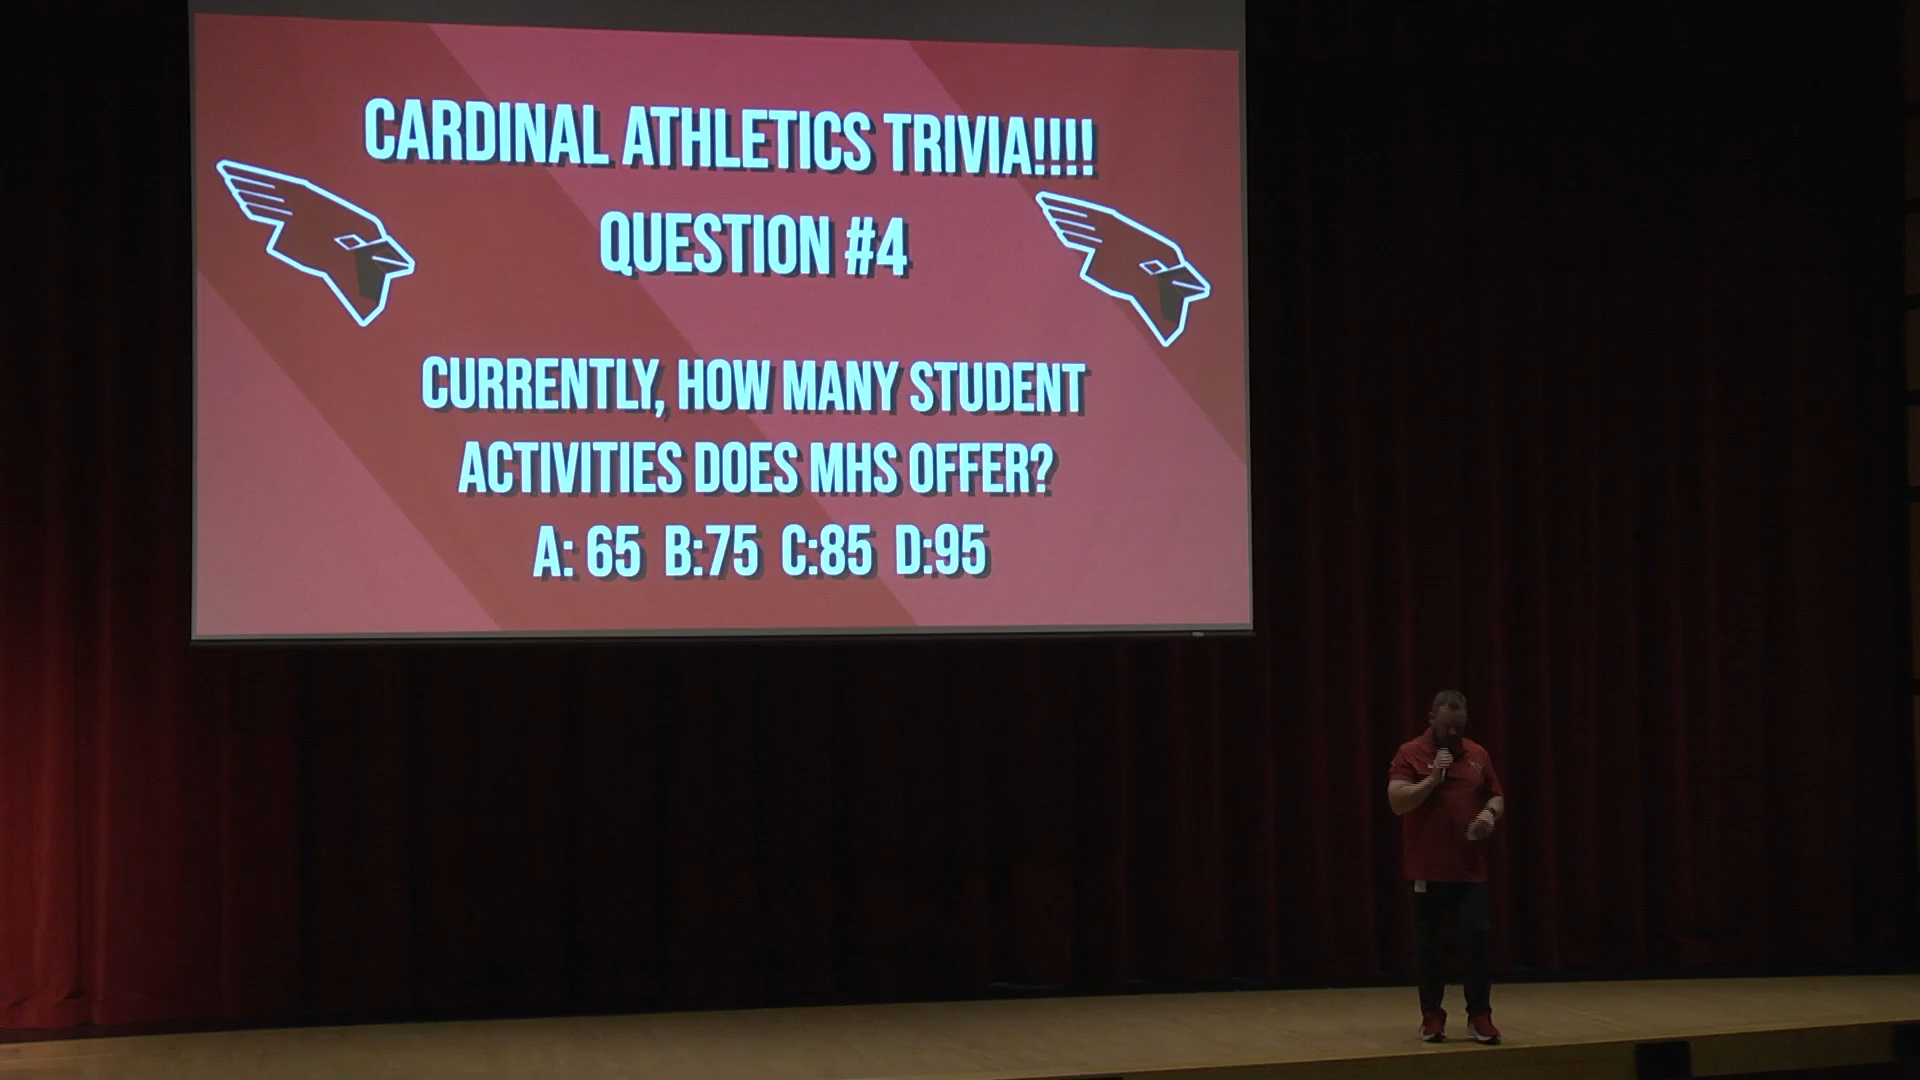 CARDINAL ATHLETICS TRIVIA!!!!
QUESTION #4
CURRENTLY, HOW MANY STUDENT
ACTIVITIES DOES MHS OFFER?
A: 65 B:75 C:85 D:95